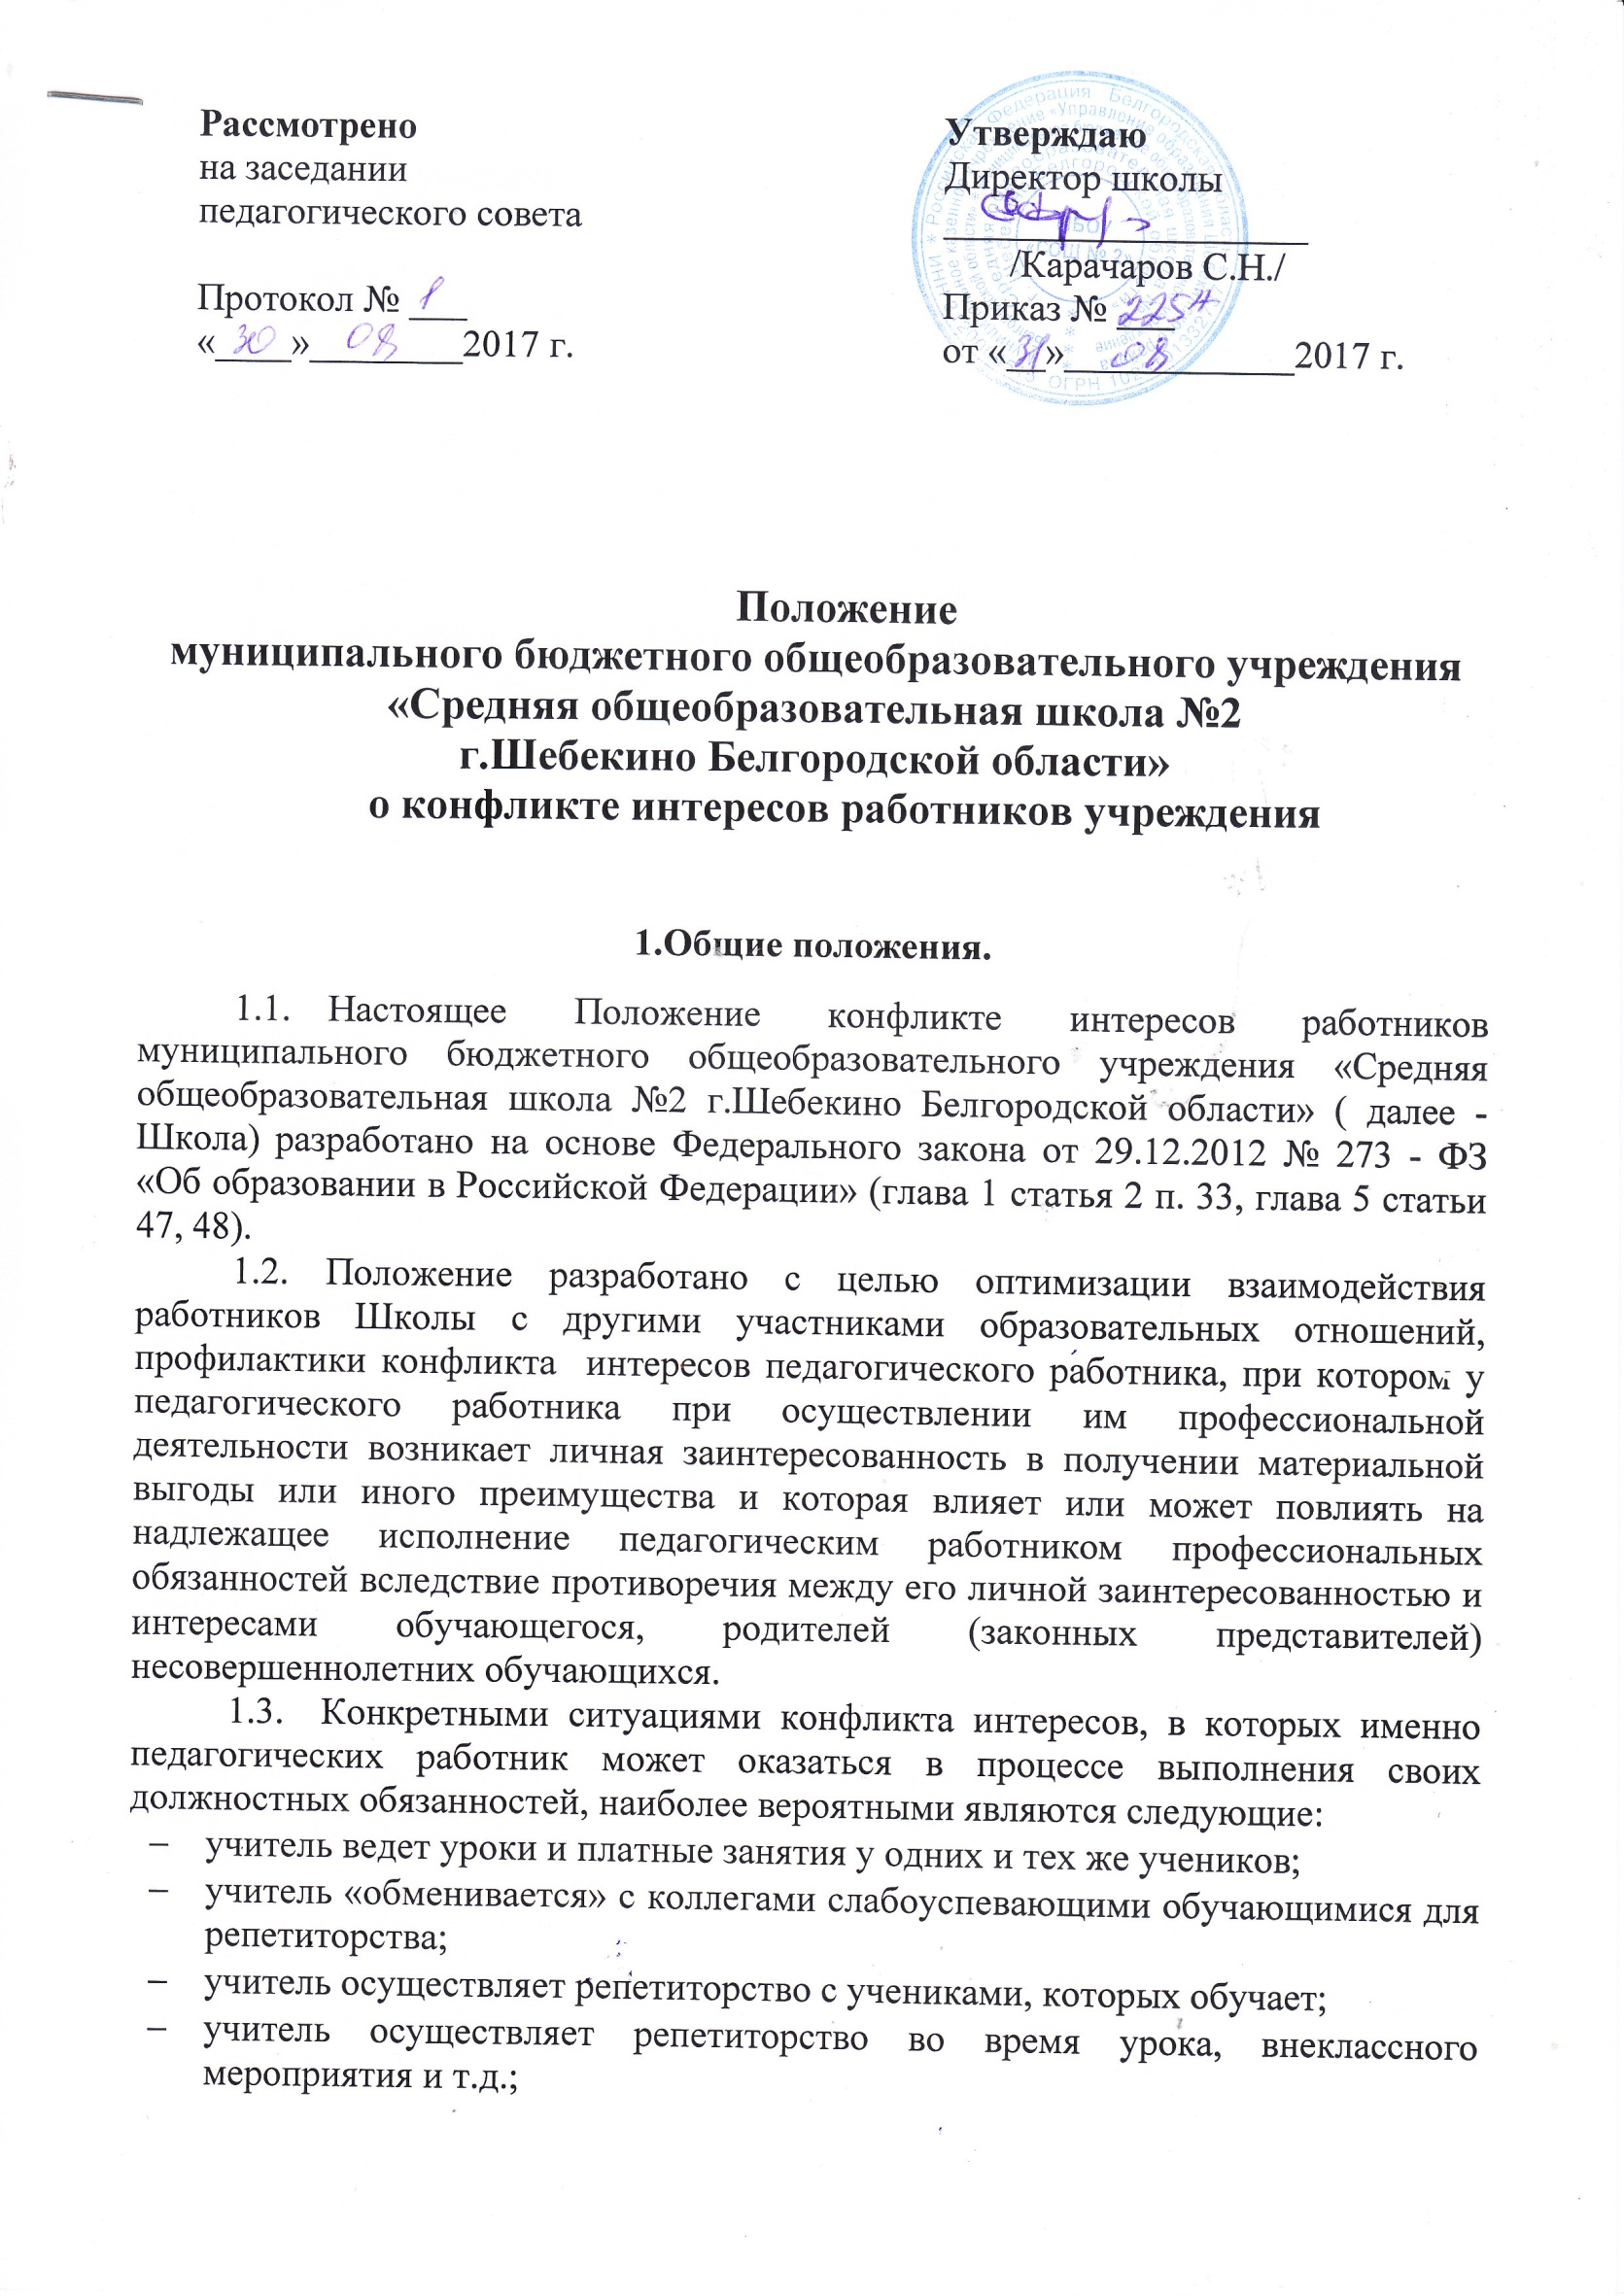 Рассмотрено
на заседании
педагогического совета
Протокол № 1
«30» 08 2017 г.
Утверждаю
Директор школы
/Карачаров С.Н./
Приказ № 225
от «31» 08 2017 г.
Положение
муниципального бюджетного общеобразовательного учреждения
«Средняя общеобразовательная школа №2
г.Шебекино Белгородской области»
о конфликте интересов работников учреждения
1.Общие положения.
1.1. Настоящее Положение конфликте интересов работников
муниципального бюджетного общеобразовательного учреждения «Средняя
общеобразовательная школа №2 г.Шебекино Белгородской области» ( далее -
Школа) разработано на основе Федерального закона от 29.12.2012 № 273 - ФЗ
«Об образовании в Российской Федерации» (глава 1 статья 2 п. 33, глава 5 статьи
47, 48).
1.2. Положение разработано с целью оптимизации взаимодействия
работников Школы с другими участниками образовательных отношений,
профилактики конфликта интересов педагогического работника, при котором у
педагогического работника при осуществлении им профессиональной
деятельности возникает личная заинтересованность в получении материальной
выгоды или иного преимущества и которая влияет или может повлиять на
надлежащее исполнение педагогическим работником профессиональных
обязанностей вследствие противоречия между его личной заинтересованностью и
интересами обучающегося, родителей (законных представителей)
несовершеннолетних обучающихся.
1.3. Конкретными ситуациями конфликта интересов, в которых именно
педагогических работник может оказаться в процессе выполнения своих
должностных обязанностей, наиболее вероятными являются следующие:
– учитель ведет уроки и платные занятия у одних и тех же учеников;
– учитель «обменивается» с коллегами слабоуспевающими обучающимися для
репетиторства;
– учитель осуществляет репетиторство с учениками, которых обучает;
– учитель осуществляет репетиторство во время урока, внеклассного
мероприятия и т.д.;